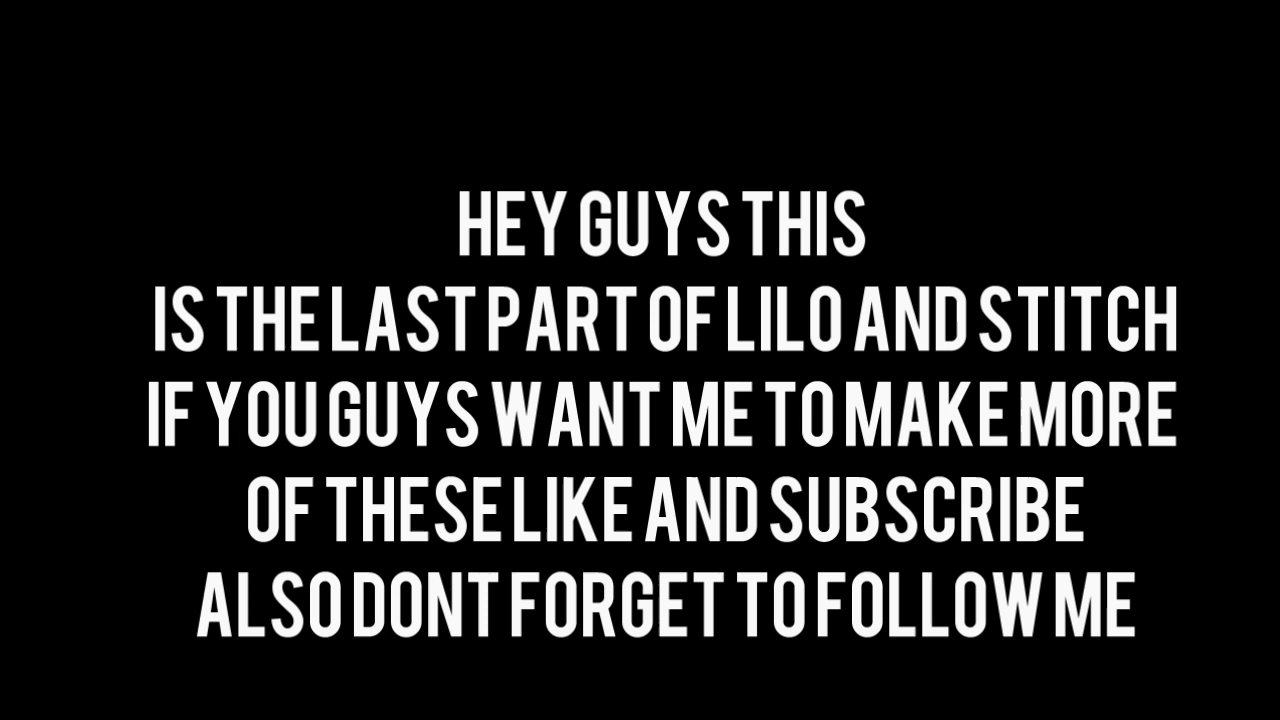 HEY GUYS THIS
IS THE LAST PART OF LILO AND STITCH
IF YOU GUYS WANT ME TO MAKE MORE
OF THESE LIKE AND SUBSCRIBE
ALSO DONT FORGET TO FOLLOW ME